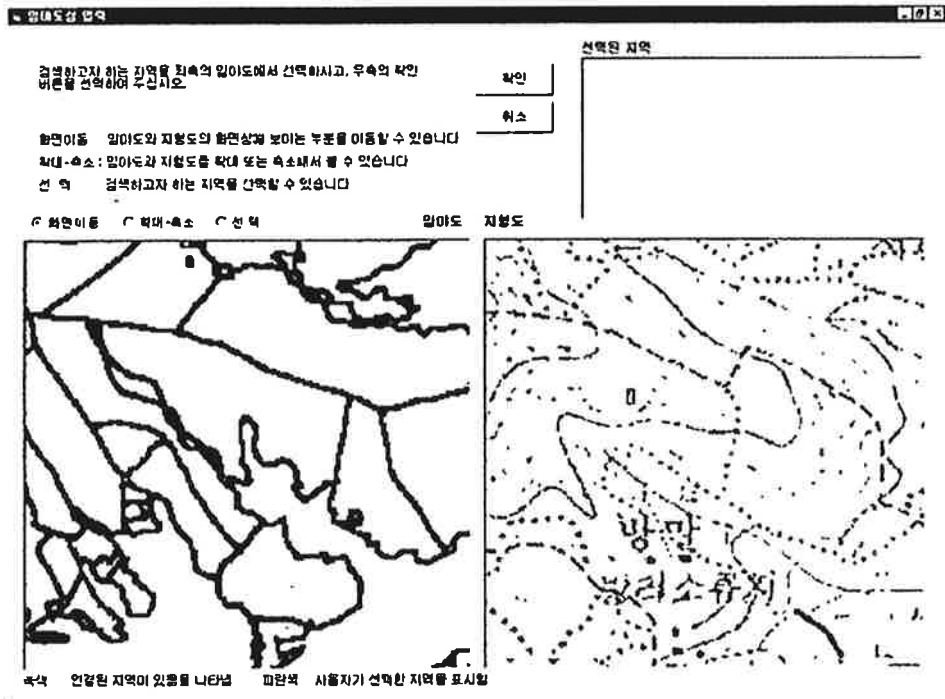 임야도상 입력
선택된 지역
검색하고자 하는 지역을 좌측의 임야도에서 선택하시고, 우측의 확인
버튼을 선택하여 주십시오.
확인
취소
화면이동 임야도와 지형도의 화면상에 보이는 부분을 이동할 수 있습니다
확대-축소 : 임야도와 지형도를 확대 또는 축소해서 볼 수 있습니다
선 택 검색하고자 하는 지역을 선택할 수 있습니다
화면이동 확대-축소 선택 임야도 지형도
소류지
녹색 연결된 지역이 있음을 나타냄 파란색 사용자가 선택한 지역을 표시함